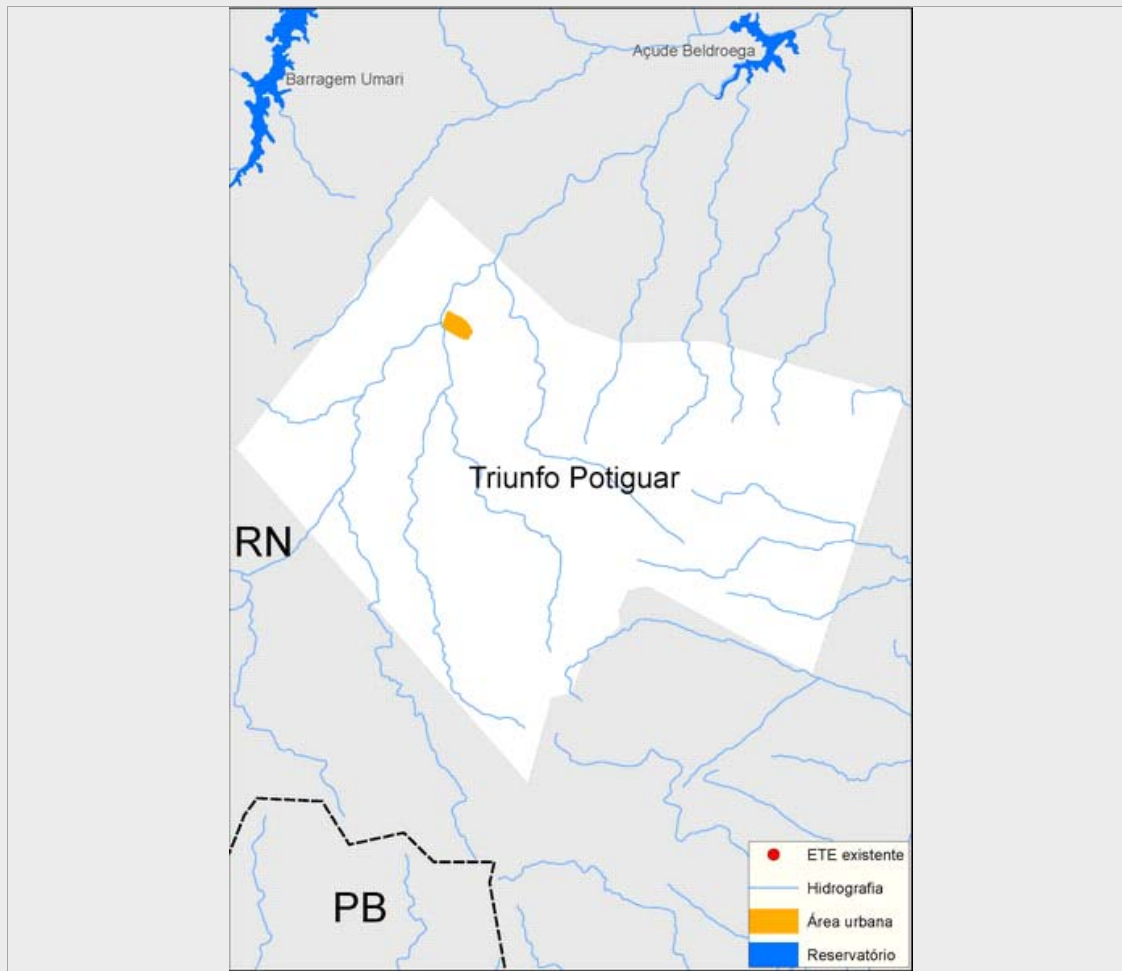 Açude Beldroega
Barragem Umari
Triunfo Potiguar
RN
PB
ETE existente
Hidrografia
Área urbana
Reservatório